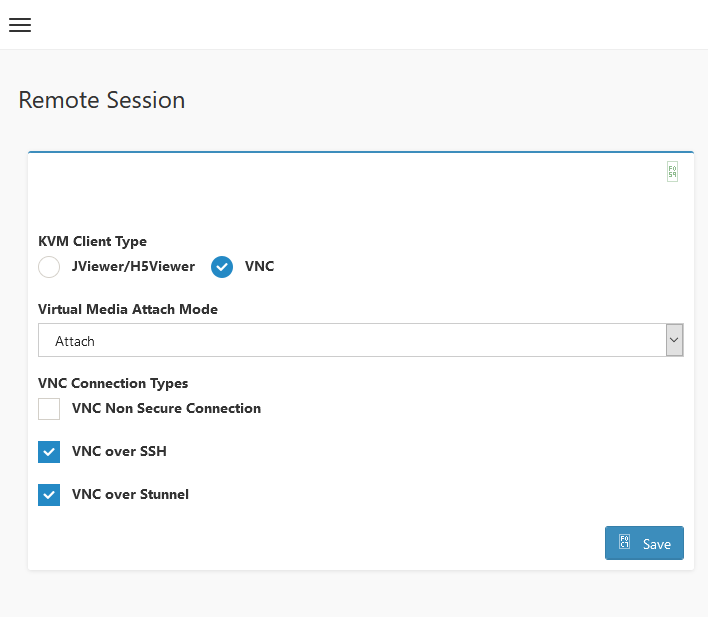 Remote Session
KVM Client Type
JViewer/H5Viewer VNC
Virtual Media Attach Mode
Attach
VNC Connection Types
VNC Non Secure Connection
VNC over SSH
VNC over Stunnel
Save